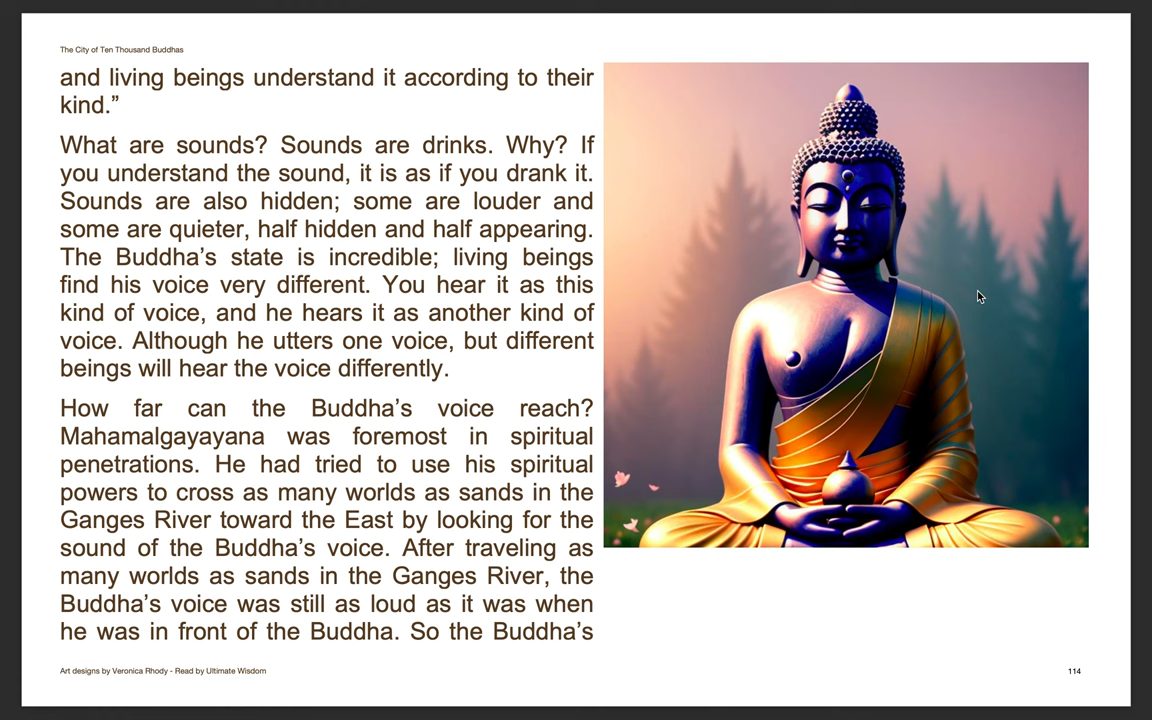 The City of Ten Thousand Buddhas
and living beings understand it according to their
kind.”
What are sounds? Sounds are drinks. Why? If
you understand the sound, it is as if you drank it.
Sounds are also hidden; some are louder and
some are quieter, half hidden and half appearing.
The Buddha’s state is incredible; living beings
find his voice very different. You hear it as this
kind of voice, and he hears it as another kind of
voice. Although he utters one voice, but different
beings will hear the voice differently.
How far can the Buddha’s voice reach?
Mahamalgayayana was foremost in spiritual
penetrations. He had tried to use his spiritual
powers to cross as many worlds as sands in the
Ganges River toward the East by looking for the
sound of the Buddha’s voice. After traveling as
many worlds as sands in the Ganges River, the
Buddha’s voice was still as loud as it was when
he was in front of the Buddha. So the Buddha’s
Art designs by Veronica Rhody - Read by Ultimate Wisdom
114